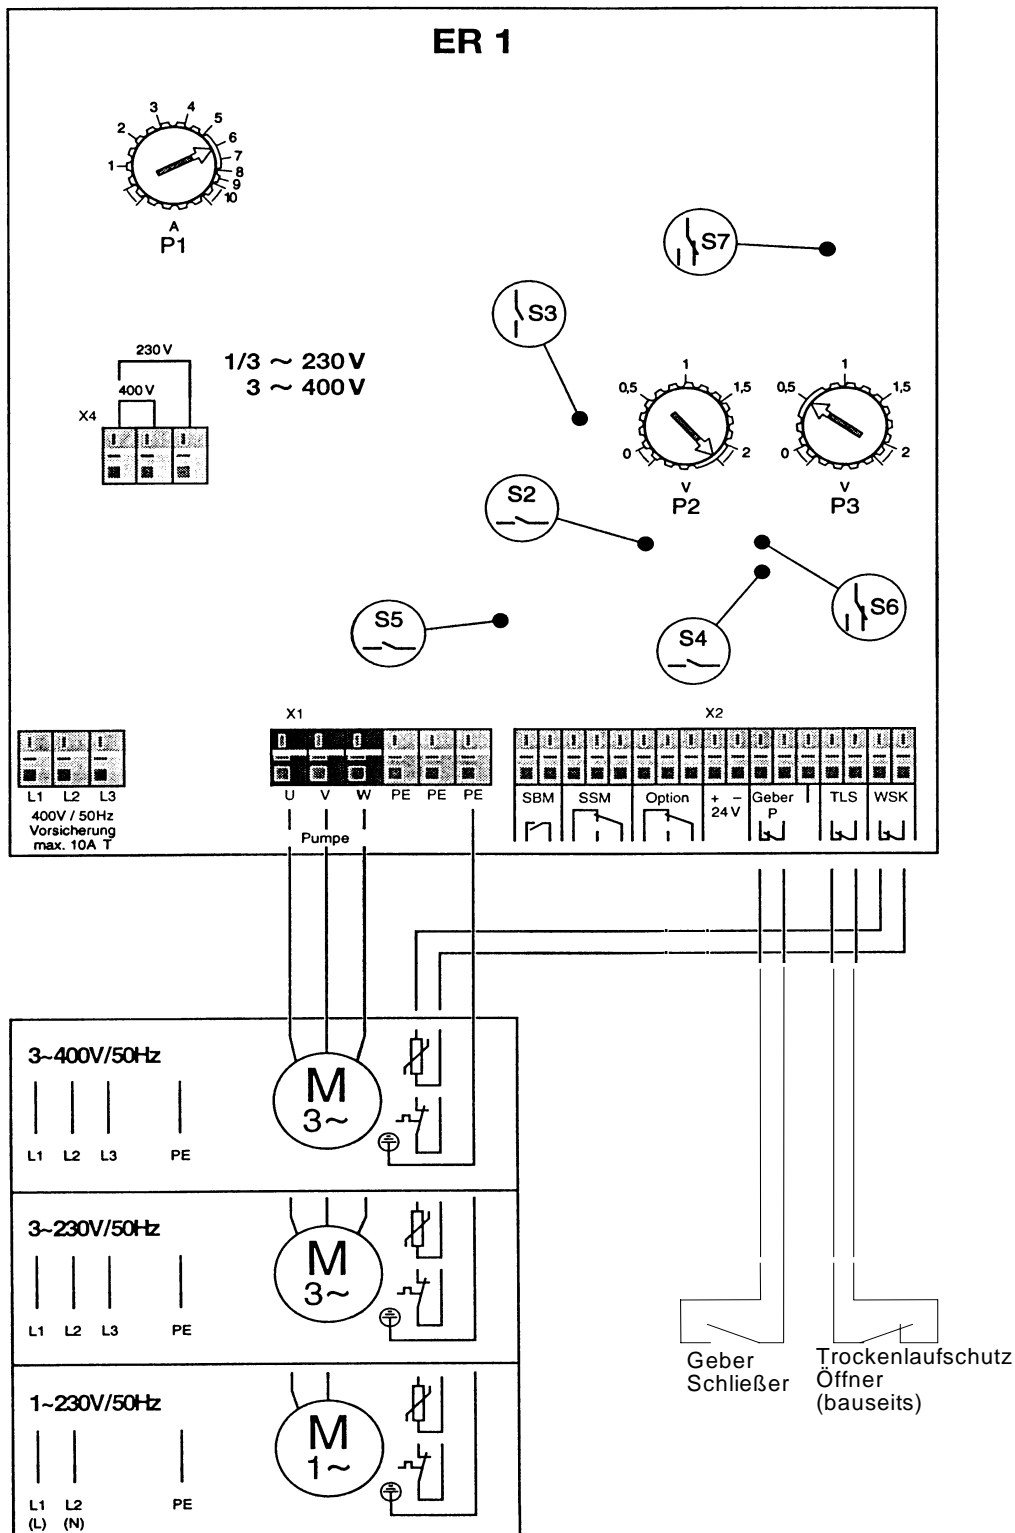 ER 1
1 2 3 4 5 6 7 8 9 10
A
P1
S7
S3
230 V
400 V
X4
1/3 ~ 230 V
3 ~ 400 V
0 0,5 1 1,5 2
V
P2
0 0,5 1 1,5 2
V
P3
S2
S5
S4
S6
X1
X2
L1 L2 L3
400V / 50Hz
Vorsicherung
max. 10A T
U V W PE PE PE
Pumpe
SBM SSM Option + – Geber TLS WSK
24 V P
3~400V/50Hz
M
3~
L1 L2 L3 PE
3~230V/50Hz
M
3~
L1 L2 L3 PE
1~230V/50Hz
M
1~
L1 L2 PE
(L) (N)
Geber
Schließer
Trockenlaufschutz
Öffner
(bauseits)